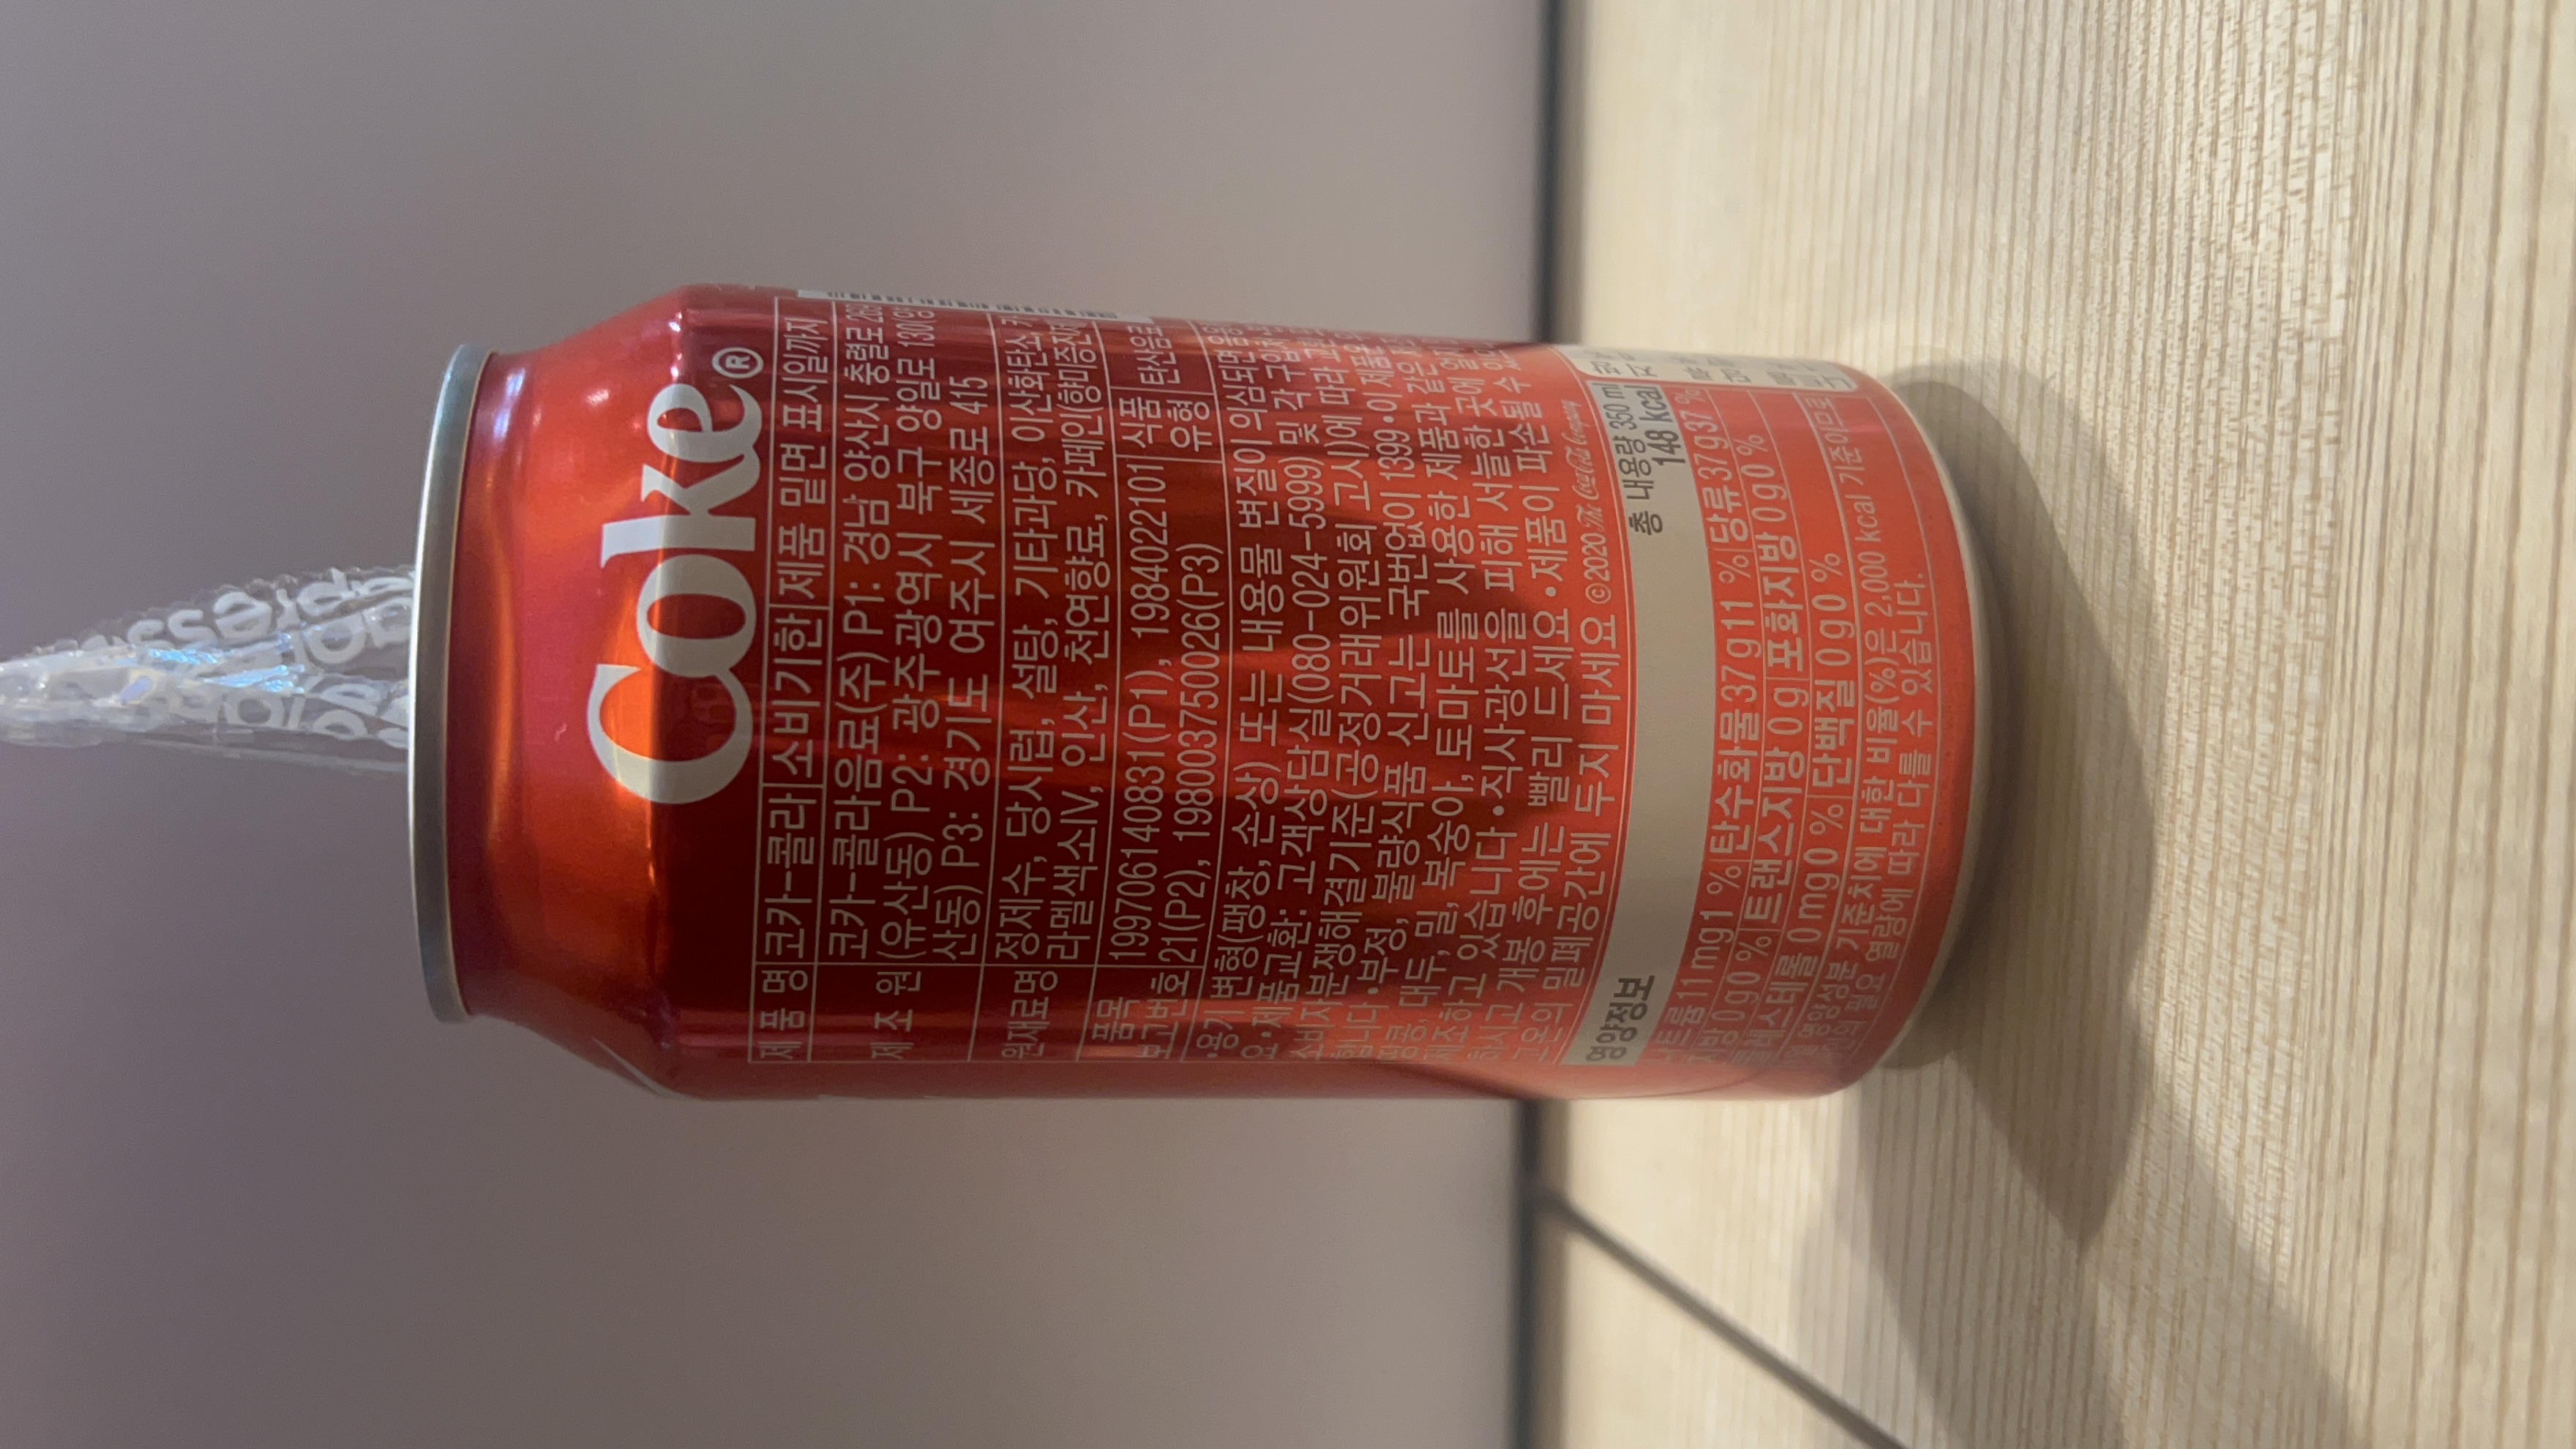 Coke®
제 품 명 코카-콜라 소비기한 제품 밑면 표시일까지
제 조 원 코카-콜라음료(주) P1: 경남 양산시 충렬로 269
(유산동) P2: 광주광역시 북구 양일로 130(양
산동) P3: 경기도 여주시 세종로 415
원재료명 정제수, 당시럽, 설탕, 기타과당, 이산화탄소, 카
라멜색소IV, 인산, 천연향료, 카페인(향미증진제
품목
보고번호
199706140831(P1), 1984022101
21(P2), 198003750026(P3)
식품
유형
탄산음료
•용기 변형(팽창, 손상) 또는 내용물 변질이 의심되면
요•제품교환: 고객상담실(080-024-5999) 및 각 구입처
소비자분쟁해결기준(공정거래위원회 고시)에 따라
합니다•부정, 불량식품 신고는 국번없이 1399•이 제품은
땅콩, 대두, 밀, 복숭아, 토마토를 사용한 제품과 같은
제조하고 있습니다•직사광선을 피해 서늘한 곳에
하시고 개봉 후에는 빨리 드세요•제품이 파손될 수
고온의 밀폐공간에 두지 마세요 ©2020 The Coca-Cola Company
영양정보 총 내용량 350 ml
148 kcal
나트륨 11 mg 1 % 탄수화물 37 g 11 % 당류 37 g 37 %
지방 0 g 0 % 트랜스지방 0 g 포화지방 0 g 0 %
콜레스테롤 0 mg 0 % 단백질 0 g 0 %
영양성분 기준치에 대한 비율(%)은 2,000 kcal 기준이므로
필요 열량에 따라 다를 수 있습니다.